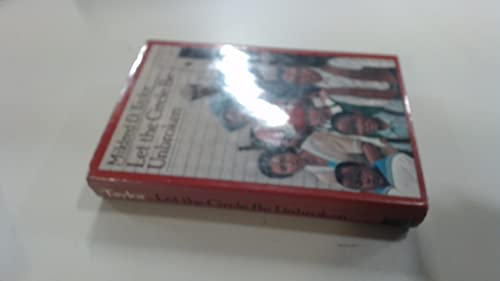 Mildred D. Taylor
Let the Circle Be
Unbroken
Taylor Let the Circle Be Unbroken